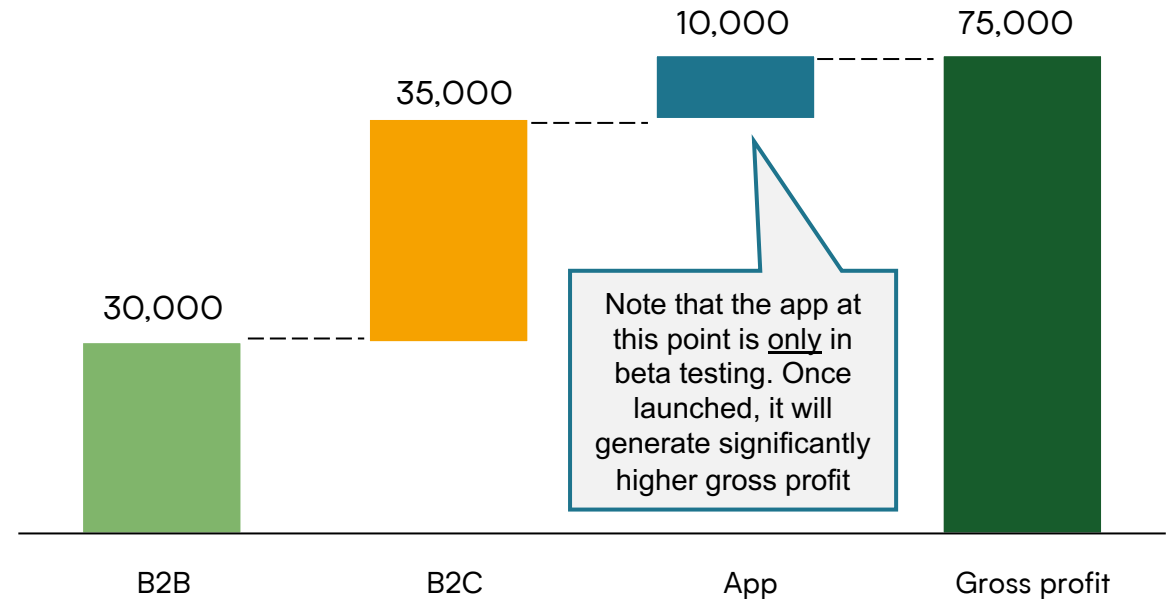 10,000
75,000
35,000
30,000
Note that the app at
this point is only in
beta testing. Once
launched, it will
generate significantly
higher gross profit
B2B
B2C
App
Gross profit